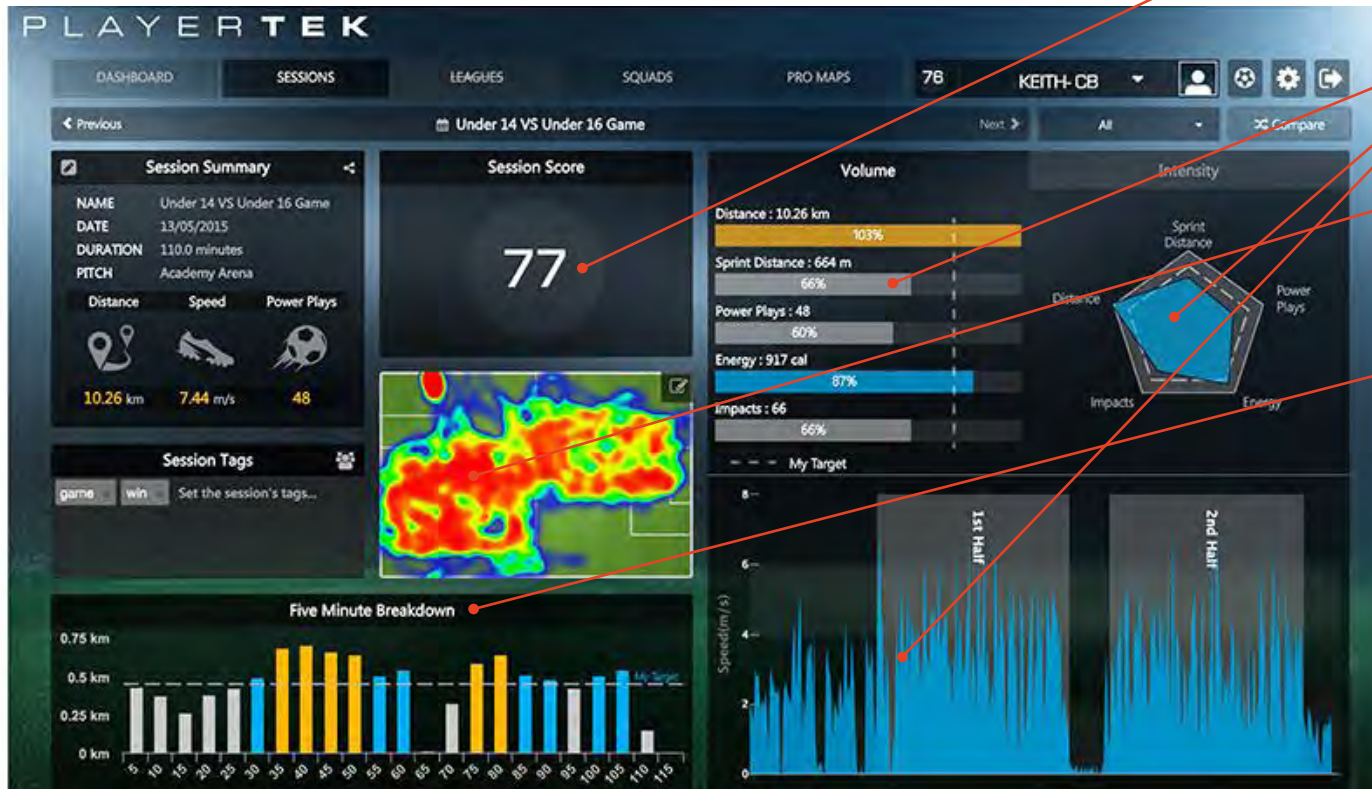 PLAYERTEK
DASHBOARD SESSIONS LEAGUES SQUADS PRO MAPS 76 KEITH- CB
Previous Under 14 VS Under 16 Game Next All Compare
Session Summary
NAME Under 14 VS Under 16 Game
DATE 13/05/2015
DURATION 110.0 minutes
PITCH Academy Arena
Distance Speed Power Plays
10.26 km 7.44 m/s 48
Session Tags
game win Set the session's tags...
Session Score
77
Volume
Distance : 10.26 km
103%
Sprint Distance : 664 m
66%
Power Plays : 48
60%
Energy : 917 cal
87%
Impacts : 66
66%
My Target
Intensity
Sprint
Distance
Distance
Power
Plays
Impacts
Energy
Five Minute Breakdown
0.75 km
0.5 km
My Target
0.25 km
0 km
5 10 15 20 25 30 35 40 45 50 55 60 65 70 75 80 85 90 95 100 105 110 115
8
6
4
2
0
Speed(m/s)
1st Half
2nd Half